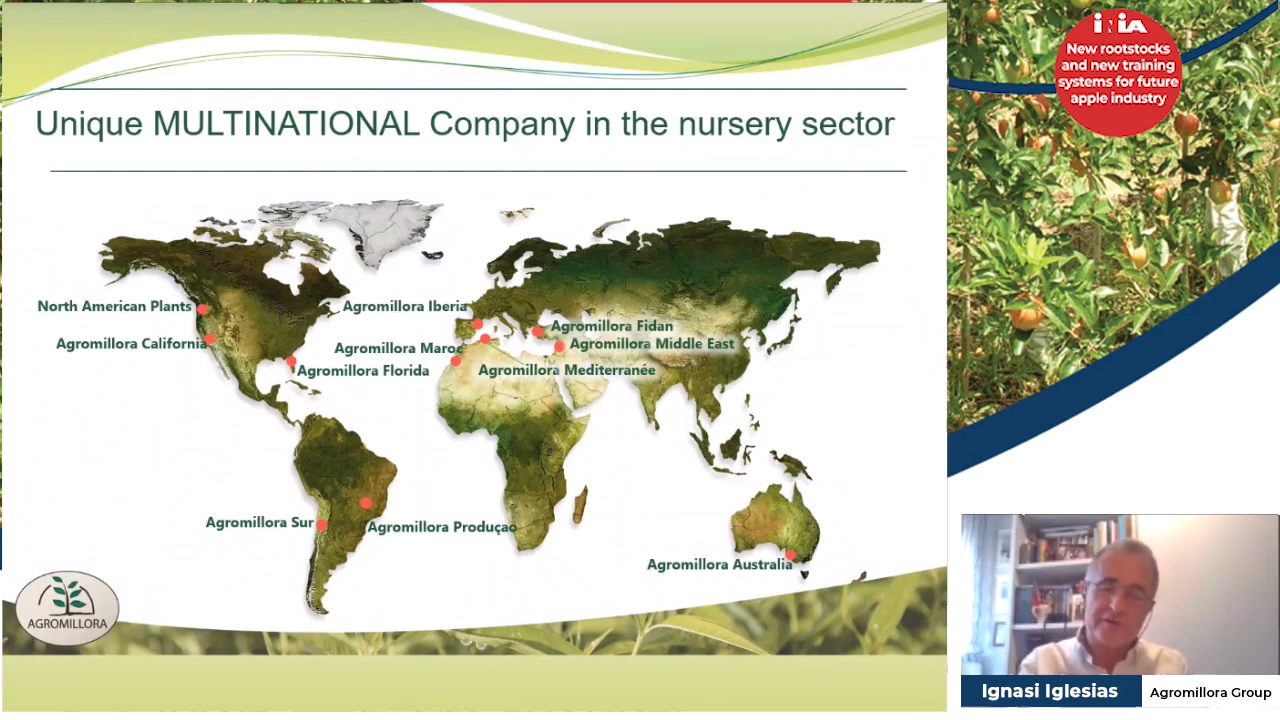 Unique MULTINATIONAL Company in the nursery sector
North American Plants
Agromillora California
Agromillora Florida
Agromillora Iberia
Agromillora Maroc
Agromillora Fidan
Agromillora Middle East
Agromillora Mediterranée
Agromillora Sur
Agromillora Produçao
Agromillora Australia
AGROMILLORA
iNiA
New rootstocks
and new training
systems for future
apple industry
Ignasi Iglesias
Agromillora Group